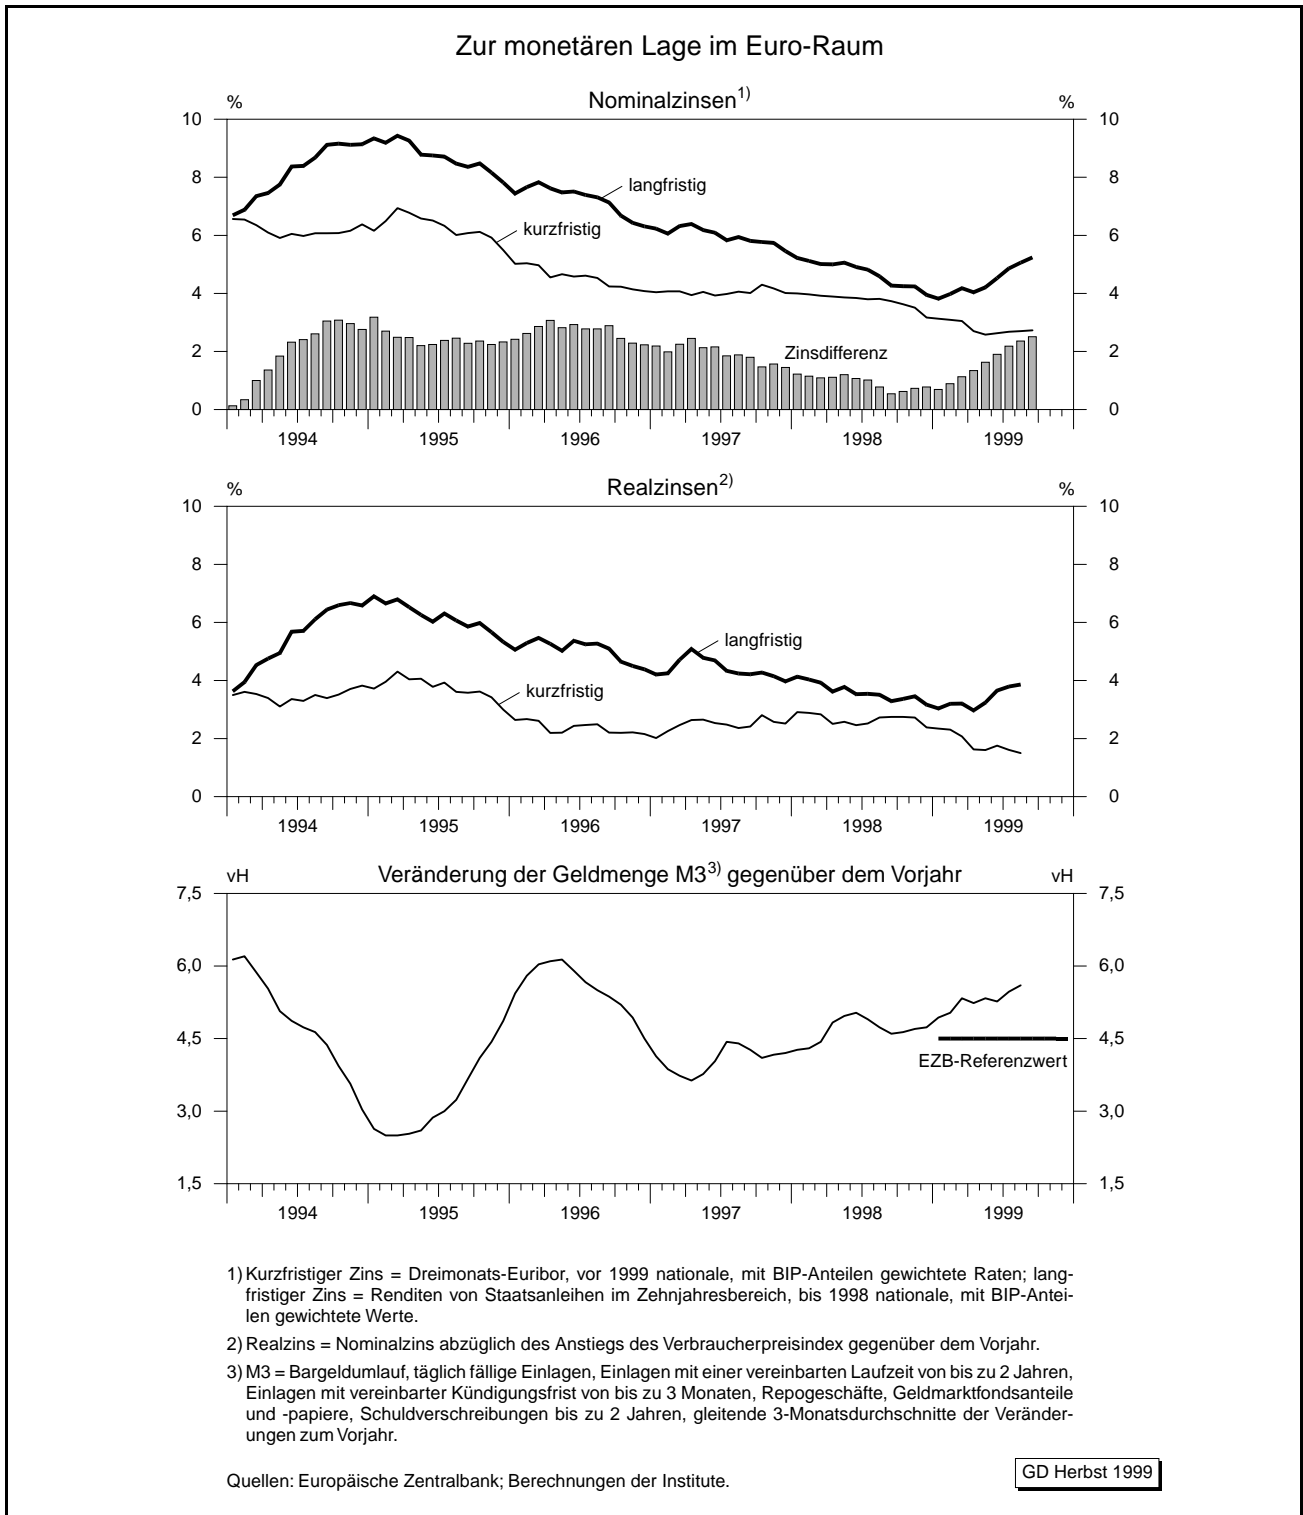 Zur monetären Lage im Euro-Raum
% Nominalzinsen1) %
10 10
8 8
langfristig
6 kurzfristig 6
4 4
2 Zinsdifferenz 2
0 0
1994 1995 1996 1997 1998 1999
% Realzinsen2) %
10 10
8 8
6 6
langfristig
4 kurzfristig 4
2 2
0 0
1994 1995 1996 1997 1998 1999
vH Veränderung der Geldmenge M33) gegenüber dem Vorjahr vH
7,5 7,5
6,0 6,0
4,5 4,5
EZB-Referenzwert
3,0 3,0
1,5 1,5
1994 1995 1996 1997 1998 1999
1) Kurzfristiger Zins = Dreimonats-Euribor, vor 1999 nationale, mit BIP-Anteilen gewichtete Raten; lang-
fristiger Zins = Renditen von Staatsanleihen im Zehnjahresbereich, bis 1998 nationale, mit BIP-Antei-
len gewichtete Werte.
2) Realzins = Nominalzins abzüglich des Anstiegs des Verbraucherpreisindex gegenüber dem Vorjahr.
3) M3 = Bargeldumlauf, täglich fällige Einlagen, Einlagen mit einer vereinbarten Laufzeit von bis zu 2 Jahren,
Einlagen mit vereinbarter Kündigungsfrist von bis zu 3 Monaten, Repogeschäfte, Geldmarktfondsanteile
und -papiere, Schuldverschreibungen bis zu 2 Jahren, gleitende 3-Monatsdurchschnitte der Veränder-
ungen zum Vorjahr.
Quellen: Europäische Zentralbank; Berechnungen der Institute.
GD Herbst 1999